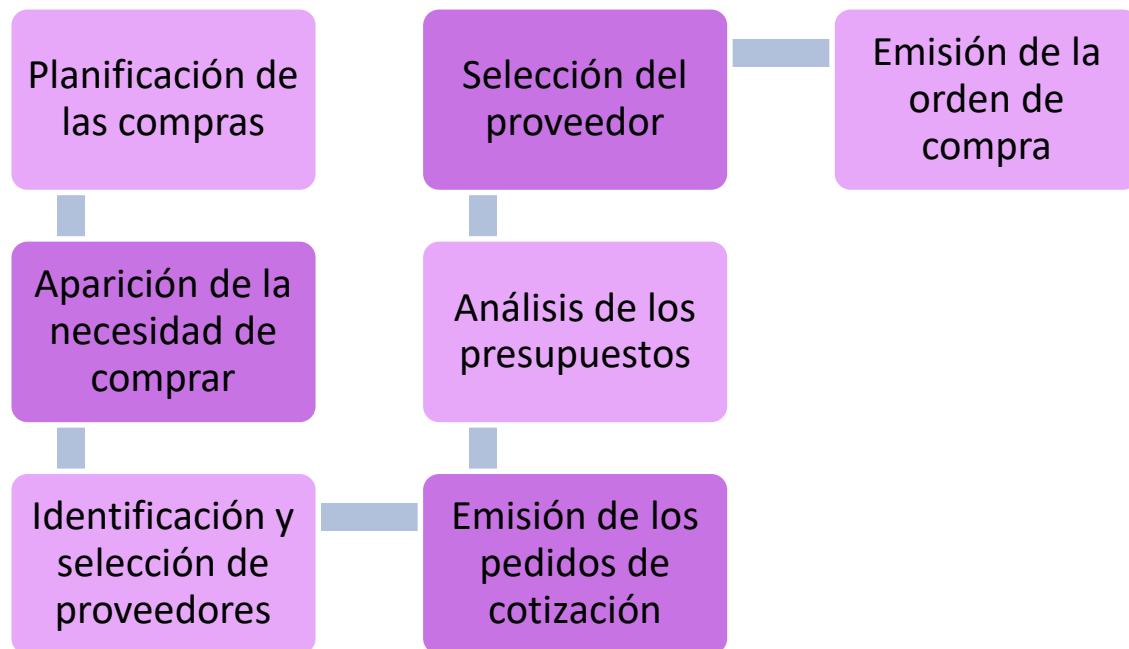 Planificación de
las compras
Aparición de la
necesidad de
comprar
Identificación y
selección de
proveedores
Emisión de los
pedidos de
cotización
Análisis de los
presupuestos
Selección del
proveedor
Emisión de la
orden de
compra